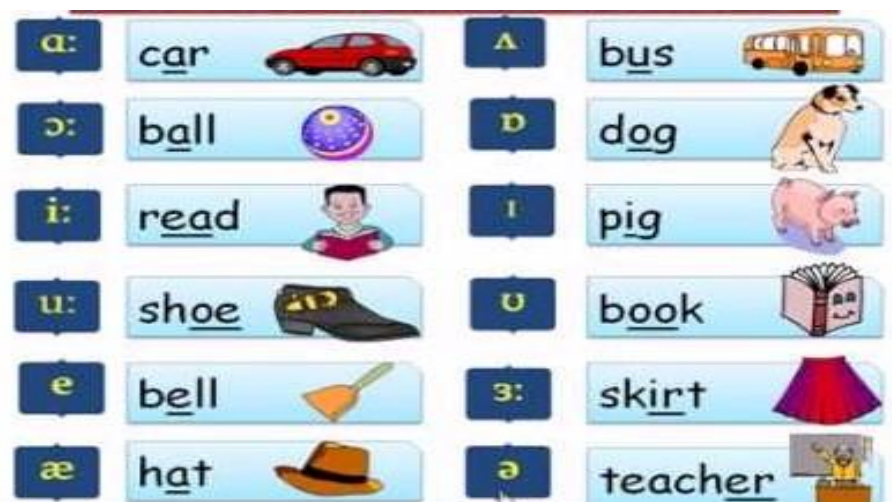 ɑ: car ʌ bus
ɔ: ball ɒ dog
i: read ɪ pig
u: shoe ʊ book
e bell ɜ: skirt
æ hat ə teacher